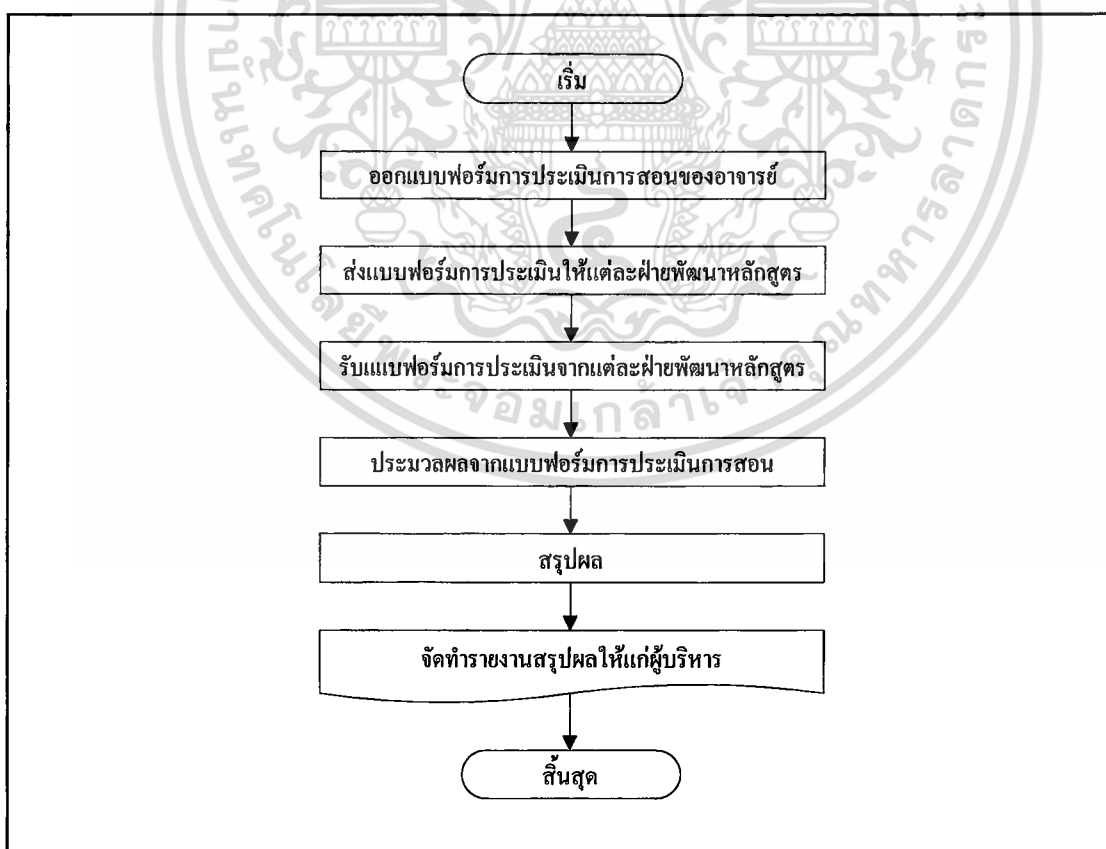 เริ่ม
ออกแบบฟอร์มการประเมินการสอนของอาจารย์
ส่งแบบฟอร์มการประเมินให้แต่ละฝ่ายพัฒนาหลักสูตร
รับแบบฟอร์มการประเมินจากแต่ละฝ่ายพัฒนาหลักสูตร
ประมวลผลจากแบบฟอร์มการประเมินการสอน
สรุปผล
จัดทำรายงานสรุปผลให้แก่ผู้บริหาร
สิ้นสุด